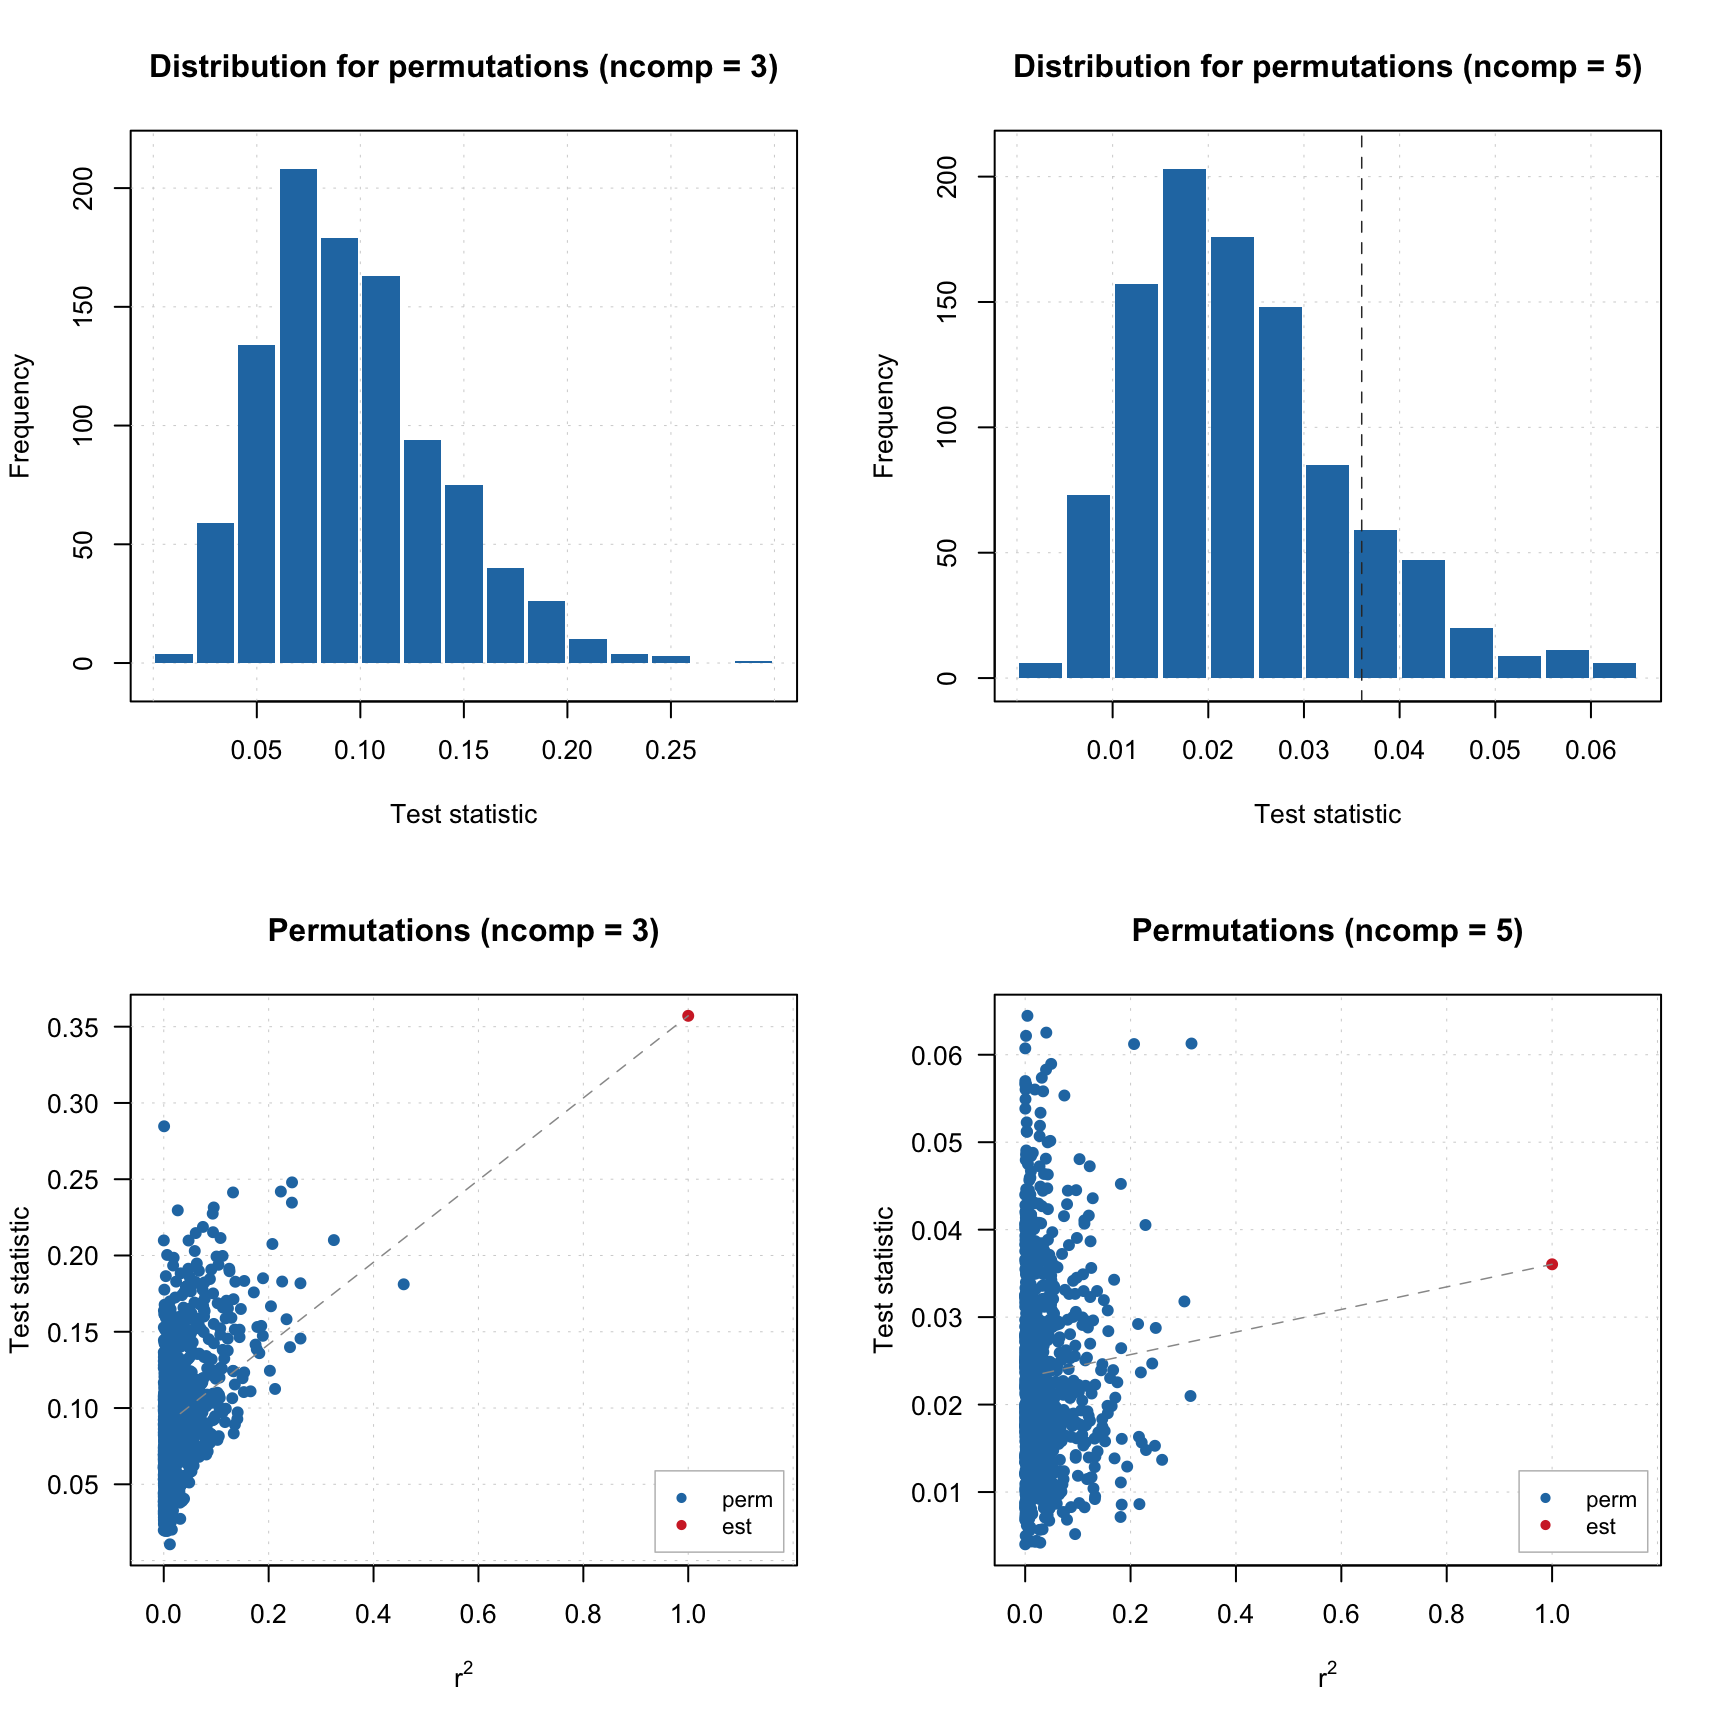 Distribution for permutations (ncomp = 3)
Frequency
200
150
100
50
0
0.05 0.10 0.15 0.20 0.25
Test statistic
Distribution for permutations (ncomp = 5)
Frequency
200
150
100
50
0
0.01 0.02 0.03 0.04 0.05 0.06
Test statistic
Permutations (ncomp = 3)
Test statistic
0.35
0.30
0.25
0.20
0.15
0.10
0.05
perm
est
0.0 0.2 0.4 0.6 0.8 1.0
r²
Permutations (ncomp = 5)
Test statistic
0.06
0.05
0.04
0.03
0.02
0.01
perm
est
0.0 0.2 0.4 0.6 0.8 1.0
r²